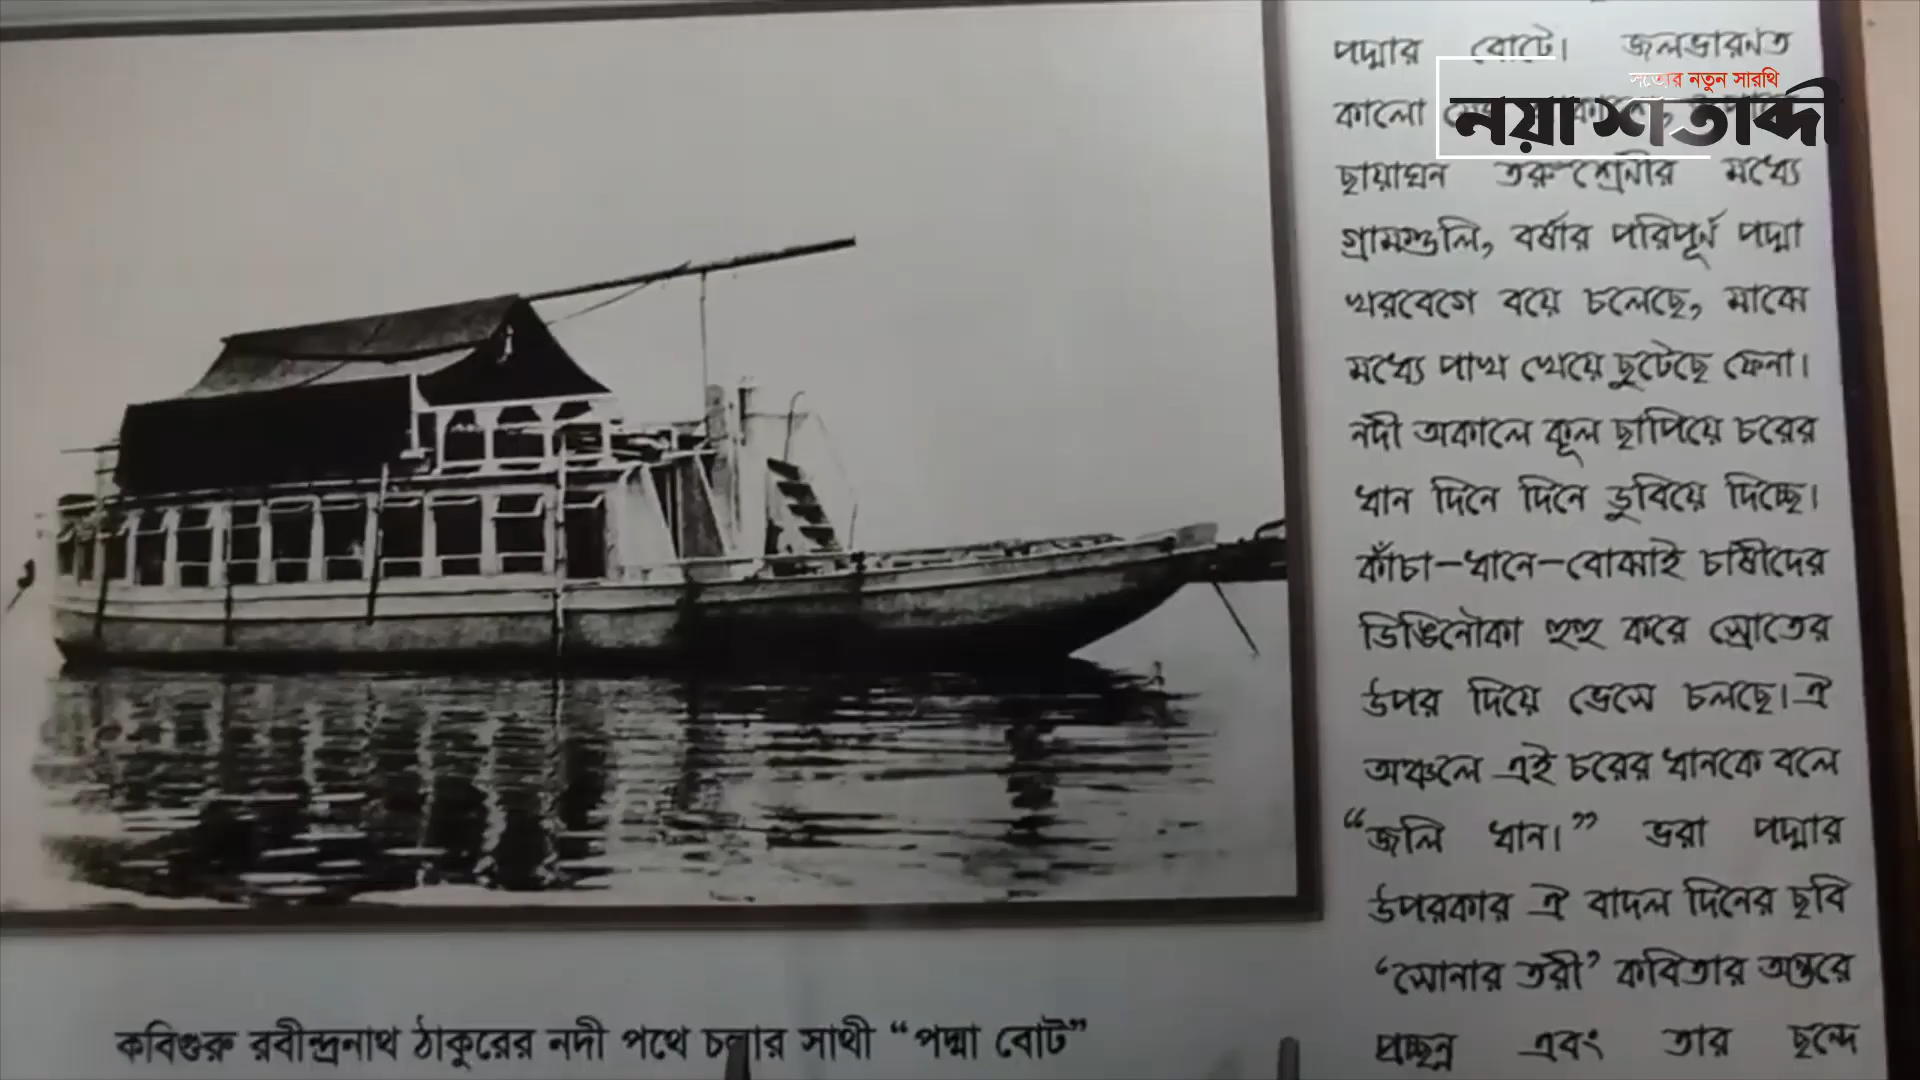 পদ্মার বোটে। জলভারনত
কালো
ছায়াঘন তরুশ্রেনীর মধ্যে
গ্রামগুলি, বর্ষার পরিপূর্ন পদ্মা
খরবেগে বয়ে চলেছে, মাঝে
মধ্যে পাখ খেয়ে ছুটেছে ফেনা।
নদী অকালে কূল ছাপিয়ে চরের
ধান দিনে দিনে ডুবিয়ে দিচ্ছে।
কাঁচা-ধানে-বোঝাই চাষীদের
ডিঙিনৌকা হুহু করে স্রোতের
উপর দিয়ে ভেসে চলছে। ঐ
অঞ্চলে এই চরের ধানকে বলে
“জলি ধান।” ভরা পদ্মার
উপরকার ঐ বাদল দিনের ছবি
‘সোনার তরী’ কবিতার অন্তরে
প্রচ্ছন্ন এবং তার ছন্দে
সত্যের নতুন সারথি
নয়া শতাব্দী
কবিগুরু রবীন্দ্রনাথ ঠাকুরের নদী পথে চলার সাথী “পদ্মা বোট”